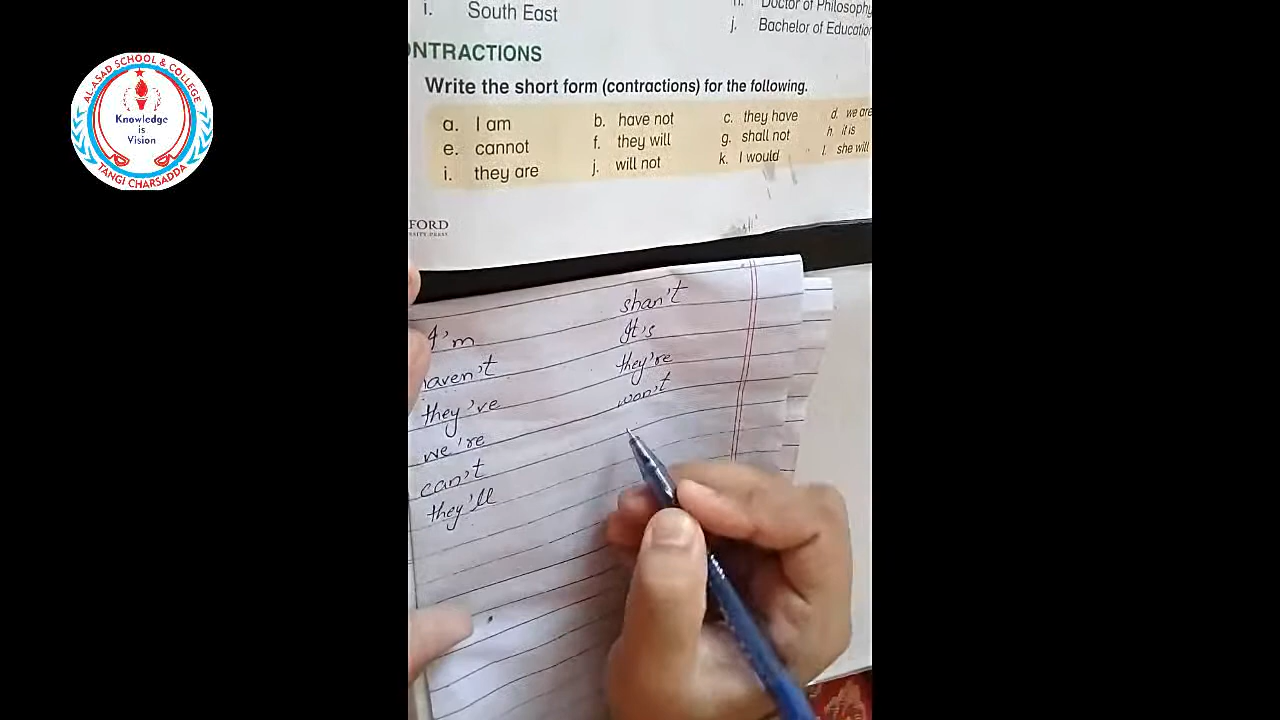 AL-ASAD SCHOOL & COLLEGE
Knowledge
is
Vision
TANGI CHARSADDA
i. South East
h. Doctor of Philosophy
j. Bachelor of Education
ONTRACTIONS
Write the short form (contractions) for the following.
a. I am b. have not c. they have d. we are
e. cannot f. they will g. shall not h. it is
i. they are j. will not k. I would l. she will
FORD
I'm
haven't
they've
we're
can't
they'll
shan't
It's
they're
won't